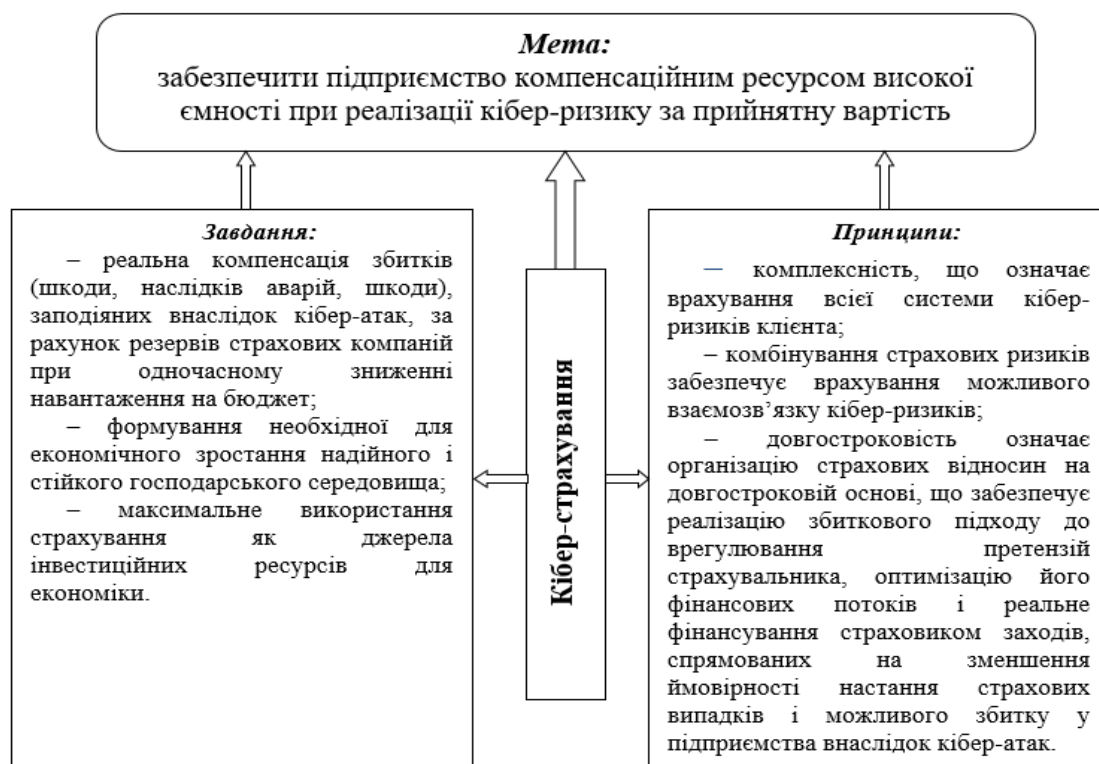 Мета:
забезпечити підприємство компенсаційним ресурсом високої
ємності при реалізації кібер-ризику за прийнятну вартість
Завдання:
– реальна компенсація збитків
(шкоди, наслідків аварій, шкоди),
заподіяних внаслідок кібер-атак, за
рахунок резервів страхових компаній
при одночасному зниженні
навантаження на бюджет;
– формування необхідної для
економічного зростання надійного і
стійкого господарського середовища;
– максимальне використання
страхування як джерела
інвестиційних ресурсів для
економіки.
Кібер-страхування
Принципи:
– комплексність, що означає
врахування всієї системи кібер-
ризиків клієнта;
– комбінування страхових ризиків
забезпечує врахування можливого
взаємозв’язку кібер-ризиків;
– довгостроковість означає
організацію страхових відносин на
довгостроковій основі, що забезпечує
реалізацію збиткового підходу до
врегулювання претензій
страхувальника, оптимізацію його
фінансових потоків і реальне
фінансування страховиком заходів,
спрямованих на зменшення
ймовірності настання страхових
випадків і можливого збитку у
підприємства внаслідок кібер-атак.